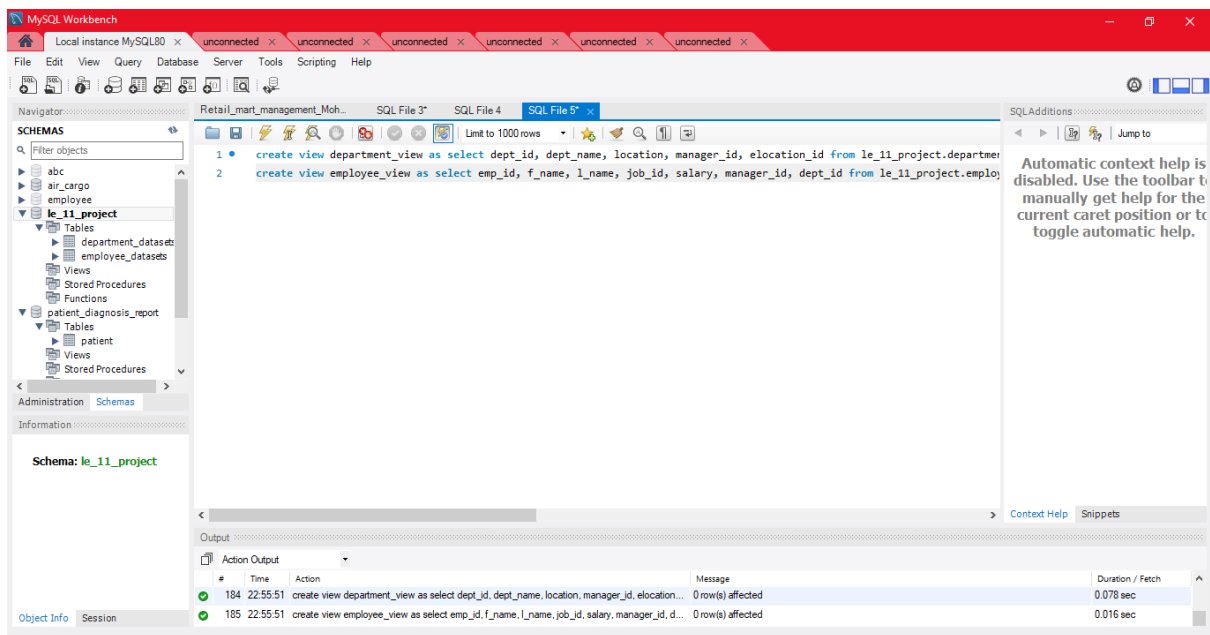 MySQL Workbench
Local instance MySQL80 × unconnected × unconnected × unconnected × unconnected × unconnected × unconnected ×
File Edit View Query Database Server Tools Scripting Help
Navigator
SCHEMAS
Filter objects
abc
air_cargo
employee
le_11_project
Tables
department_datasets
employee_datasets
Views
Stored Procedures
Functions
patient_diagnosis_report
Tables
patient
Views
Stored Procedures
Administration Schemas
Information
Schema: le_11_project
Object Info Session
Retail_mart_management_Moh... SQL File 3* SQL File 4 SQL File 5* ×
Limit to 1000 rows
1 create view department_view as select dept_id, dept_name, location, manager_id, elocation_id from le_11_project.departmen
2 create view employee_view as select emp_id, f_name, l_name, job_id, salary, manager_id, dept_id from le_11_project.employ
SQLAdditions
Jump to
Automatic context help is
disabled. Use the toolbar to
manually get help for the
current caret position or to
toggle automatic help.
Context Help Snippets
Output
Action Output
# Time Action Message Duration / Fetch
184 22:55:51 create view department_view as select dept_id, dept_name, location, manager_id, elocation... 0 row(s) affected 0.078 sec
185 22:55:51 create view employee_view as select emp_id, f_name, l_name, job_id, salary, manager_id, d... 0 row(s) affected 0.016 sec